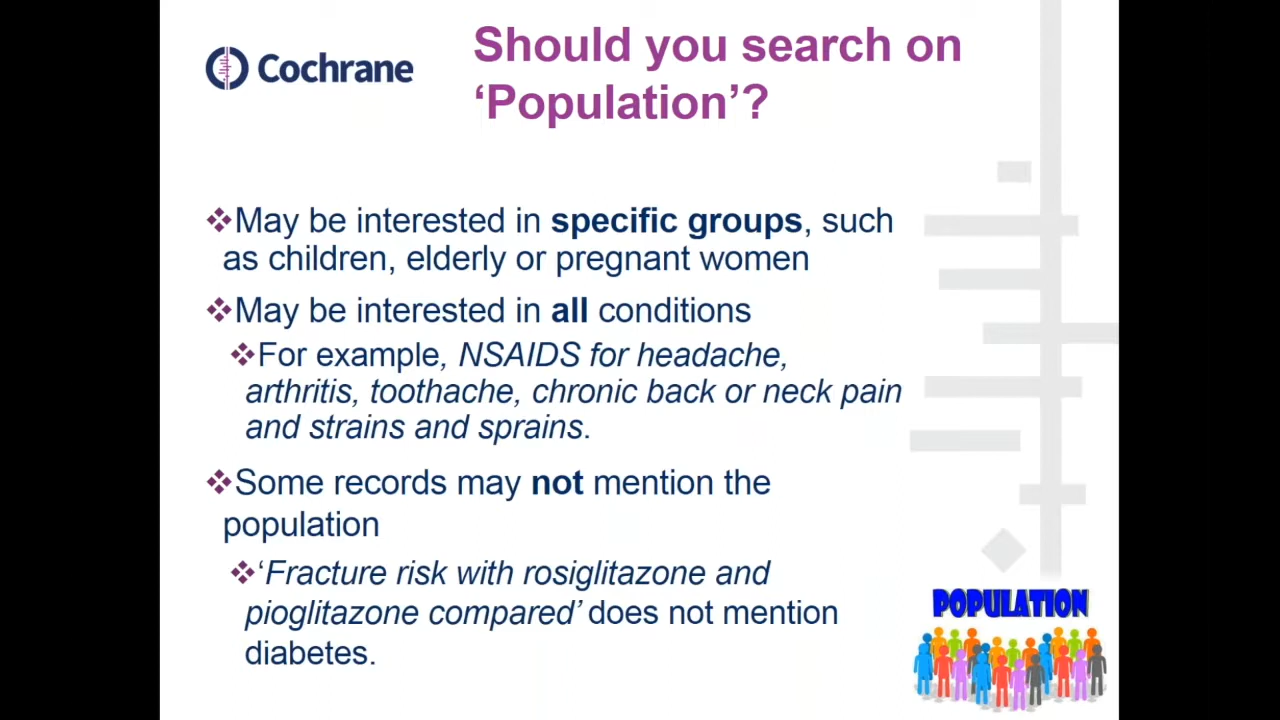 Cochrane
Should you search on
‘Population’?
❖May be interested in specific groups, such
as children, elderly or pregnant women
❖May be interested in all conditions
❖For example, NSAIDS for headache,
arthritis, toothache, chronic back or neck pain
and strains and sprains.
❖Some records may not mention the
population
❖‘Fracture risk with rosiglitazone and
pioglitazone compared’ does not mention
diabetes.
POPULATION